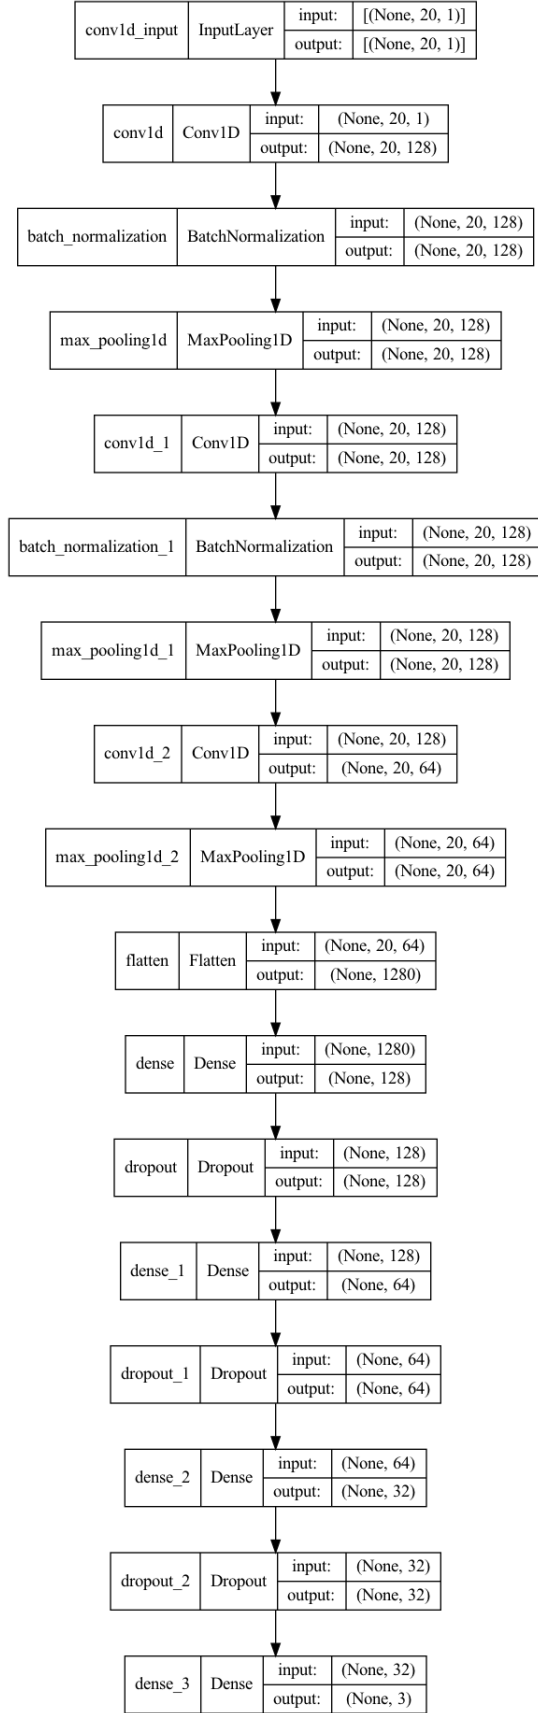 conv1d_input InputLayer input: [(None, 20, 1)]
output: [(None, 20, 1)]
conv1d Conv1D input: (None, 20, 1)
output: (None, 20, 128)
batch_normalization BatchNormalization input: (None, 20, 128)
output: (None, 20, 128)
max_pooling1d MaxPooling1D input: (None, 20, 128)
output: (None, 20, 128)
conv1d_1 Conv1D input: (None, 20, 128)
output: (None, 20, 128)
batch_normalization_1 BatchNormalization input: (None, 20, 128)
output: (None, 20, 128)
max_pooling1d_1 MaxPooling1D input: (None, 20, 128)
output: (None, 20, 128)
conv1d_2 Conv1D input: (None, 20, 128)
output: (None, 20, 64)
max_pooling1d_2 MaxPooling1D input: (None, 20, 64)
output: (None, 20, 64)
flatten Flatten input: (None, 20, 64)
output: (None, 1280)
dense Dense input: (None, 1280)
output: (None, 128)
dropout Dropout input: (None, 128)
output: (None, 128)
dense_1 Dense input: (None, 128)
output: (None, 64)
dropout_1 Dropout input: (None, 64)
output: (None, 64)
dense_2 Dense input: (None, 64)
output: (None, 32)
dropout_2 Dropout input: (None, 32)
output: (None, 32)
dense_3 Dense input: (None, 32)
output: (None, 3)